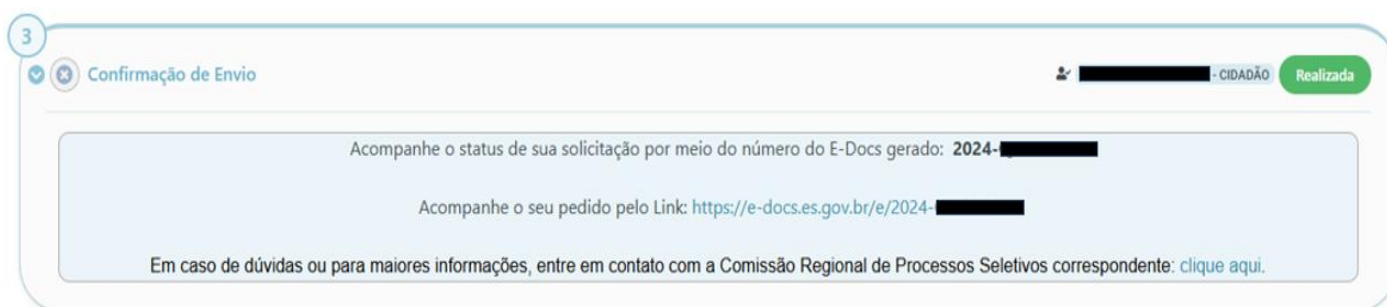 3
Confirmação de Envio
- CIDADÃO
Realizada
Acompanhe o status de sua solicitação por meio do número do E-Docs gerado: 2024-
Acompanhe o seu pedido pelo Link: https://e-docs.es.gov.br/e/2024-
Em caso de dúvidas ou para maiores informações, entre em contato com a Comissão Regional de Processos Seletivos correspondente: clique aqui.